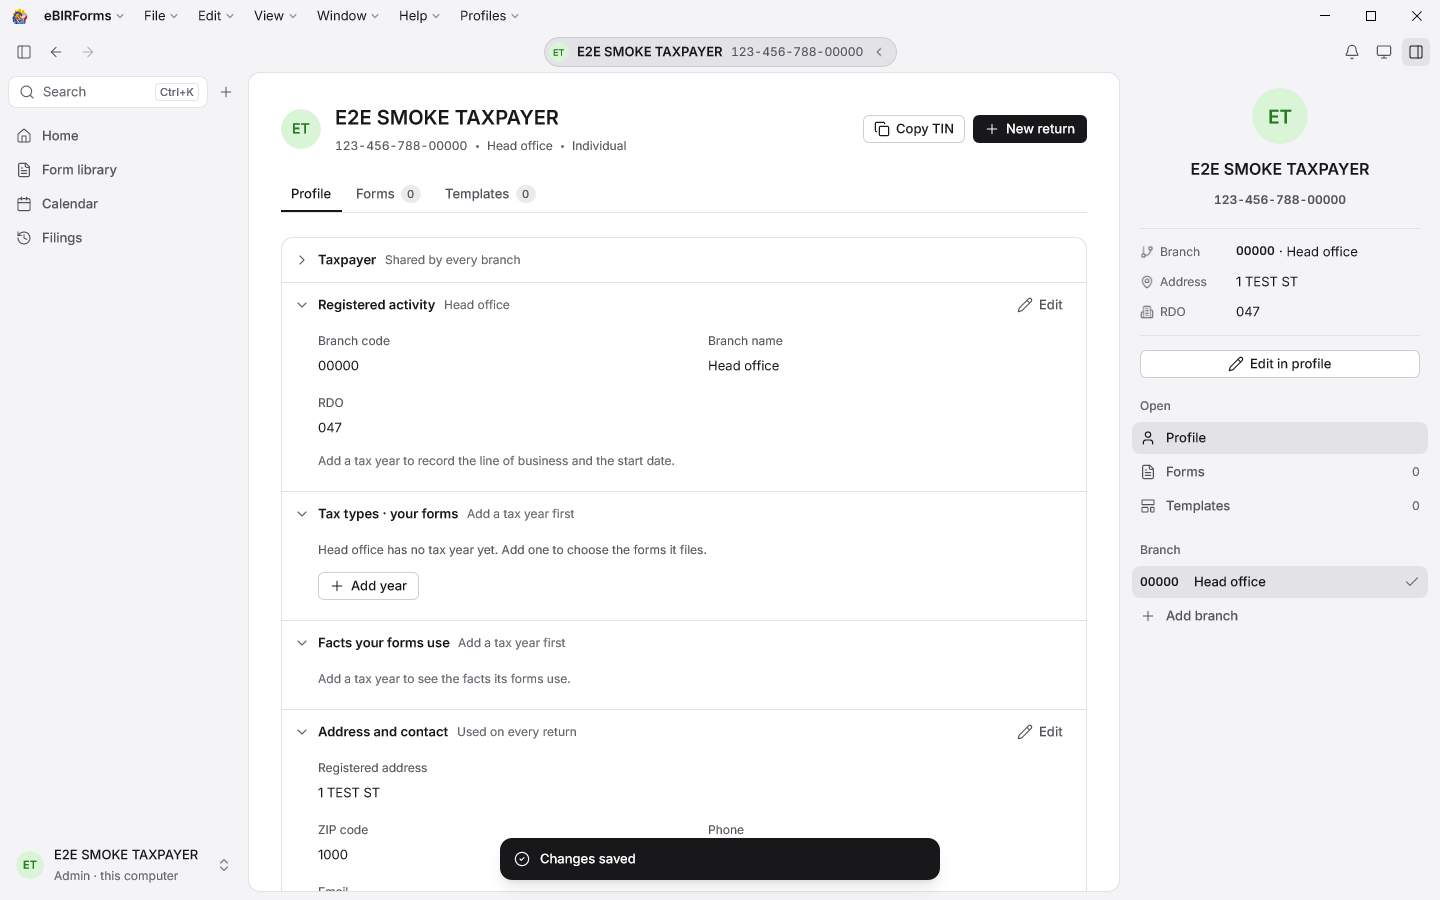 eBIRForms File Edit View Window Help Profiles
ET E2E SMOKE TAXPAYER 123-456-788-00000
Search Ctrl+K
Home
Form library
Calendar
Filings
ET E2E SMOKE TAXPAYER
Admin · this computer
ET E2E SMOKE TAXPAYER
123-456-788-00000 • Head office • Individual
Copy TIN New return
Profile Forms 0 Templates 0
Taxpayer Shared by every branch
Registered activity Head office Edit
Branch code Branch name
00000 Head office
RDO
047
Add a tax year to record the line of business and the start date.
Tax types · your forms Add a tax year first
Head office has no tax year yet. Add one to choose the forms it files.
Add year
Facts your forms use Add a tax year first
Add a tax year to see the facts its forms use.
Address and contact Used on every return Edit
Registered address
1 TEST ST
ZIP code Phone
1000
Email
Changes saved
ET
E2E SMOKE TAXPAYER
123-456-788-00000
Branch 00000 · Head office
Address 1 TEST ST
RDO 047
Edit in profile
Open
Profile
Forms 0
Templates 0
Branch
00000 Head office
Add branch